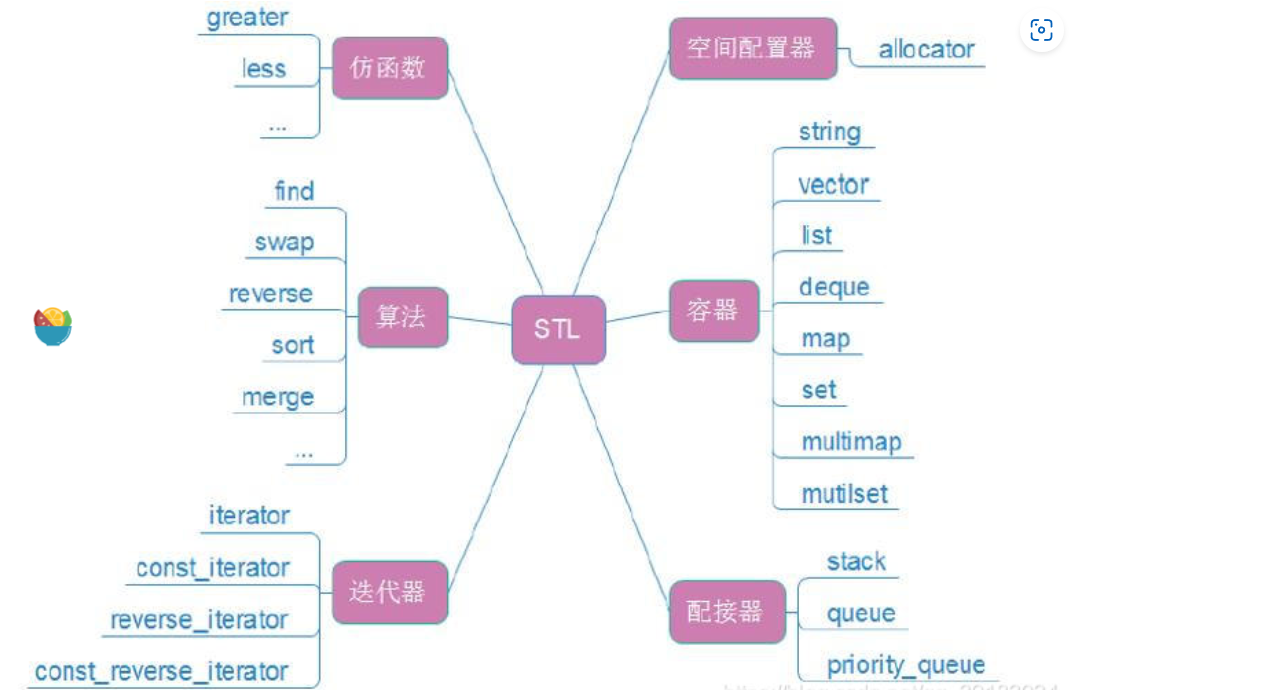 greater
less
...
仿函数
find
swap
reverse
sort
merge
...
算法
iterator
const_iterator
reverse_iterator
const_reverse_iterator
迭代器
STL
空间配置器
allocator
容器
string
vector
list
deque
map
set
multimap
mutilset
配接器
stack
queue
priority_queue